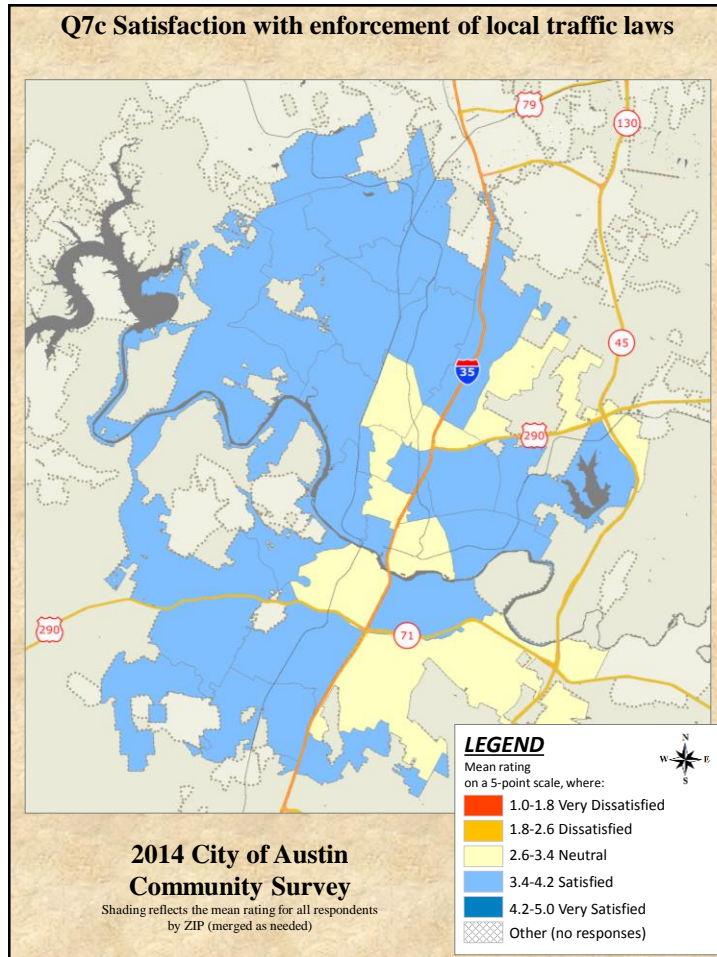 Q7c Satisfaction with enforcement of local traffic laws
79
130
45
35
290
290
71
LEGEND
Mean rating
on a 5-point scale, where:
N
W E
S
1.0-1.8 Very Dissatisfied
1.8-2.6 Dissatisfied
2.6-3.4 Neutral
3.4-4.2 Satisfied
4.2-5.0 Very Satisfied
Other (no responses)
2014 City of Austin
Community Survey
Shading reflects the mean rating for all respondents
by ZIP (merged as needed)